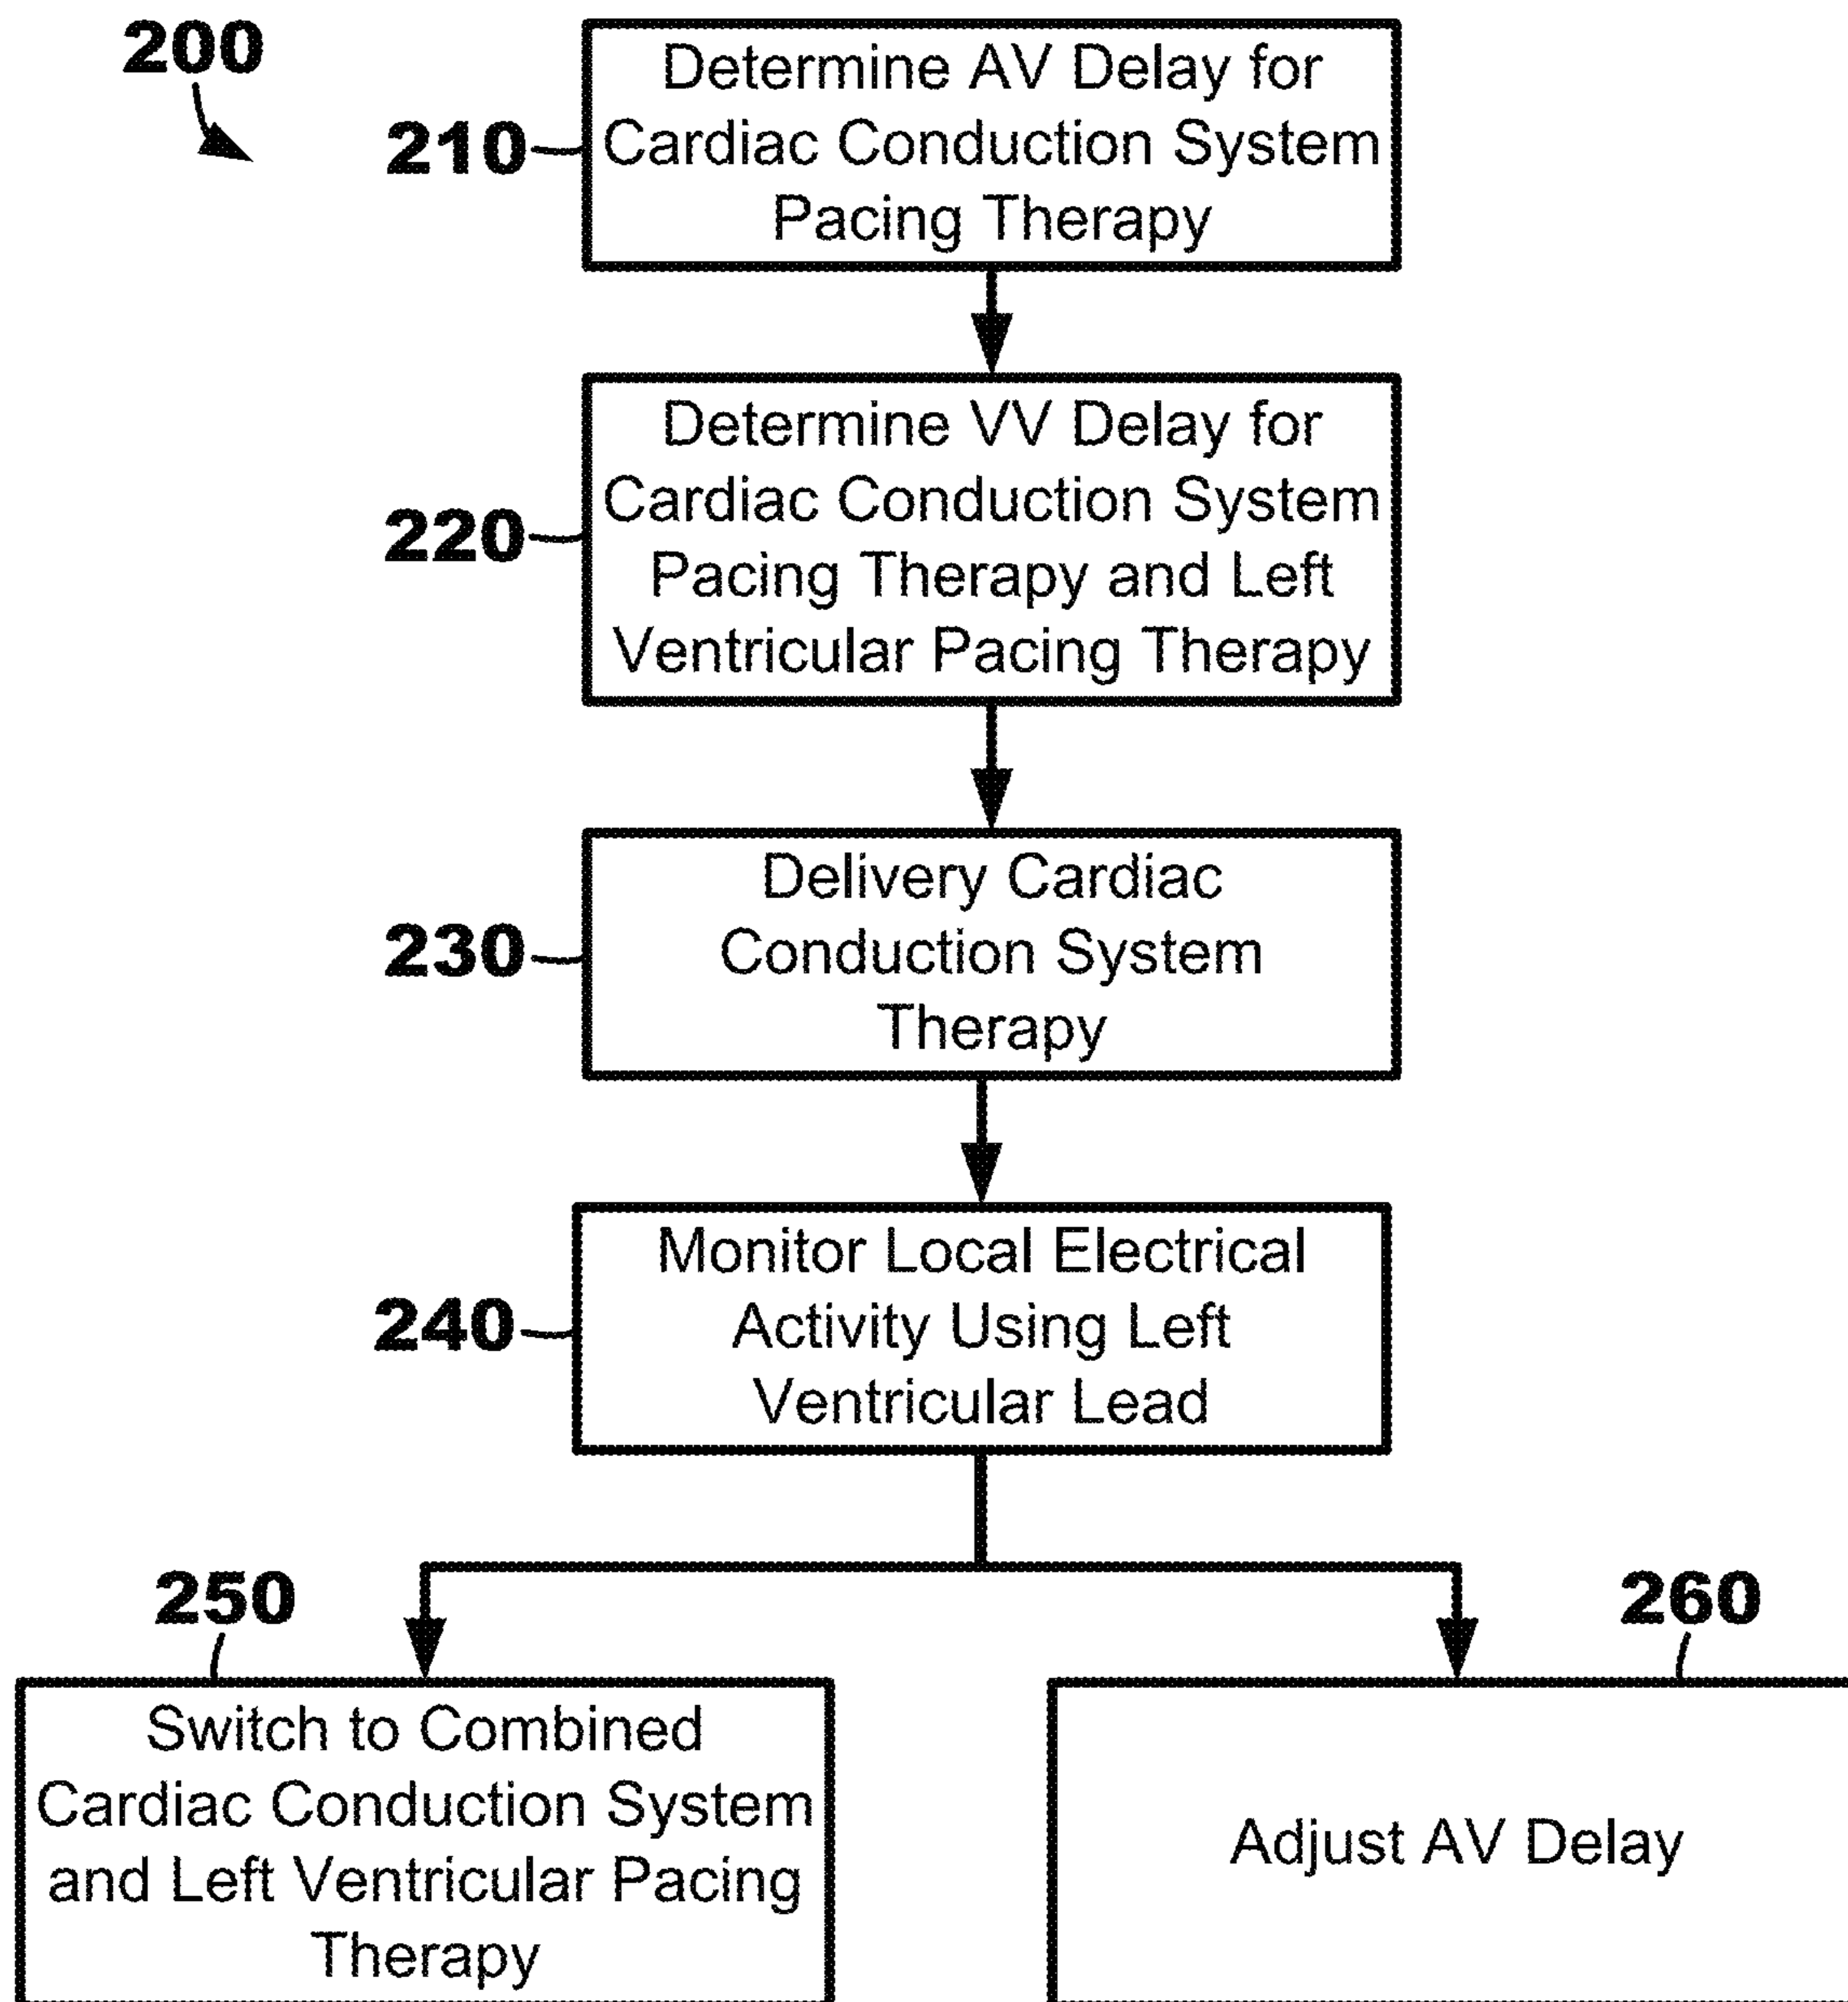 200
210
Determine AV Delay for
Cardiac Conduction System
Pacing Therapy
220
Determine VV Delay for
Cardiac Conduction System
Pacing Therapy and Left
Ventricular Pacing Therapy
230
Delivery Cardiac
Conduction System
Therapy
240
Monitor Local Electrical
Activity Using Left
Ventricular Lead
250
Switch to Combined
Cardiac Conduction System
and Left Ventricular Pacing
Therapy
260
Adjust AV Delay